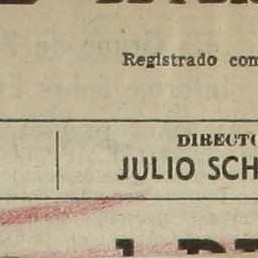 Registrado com
DIRECTO
JULIO SCH